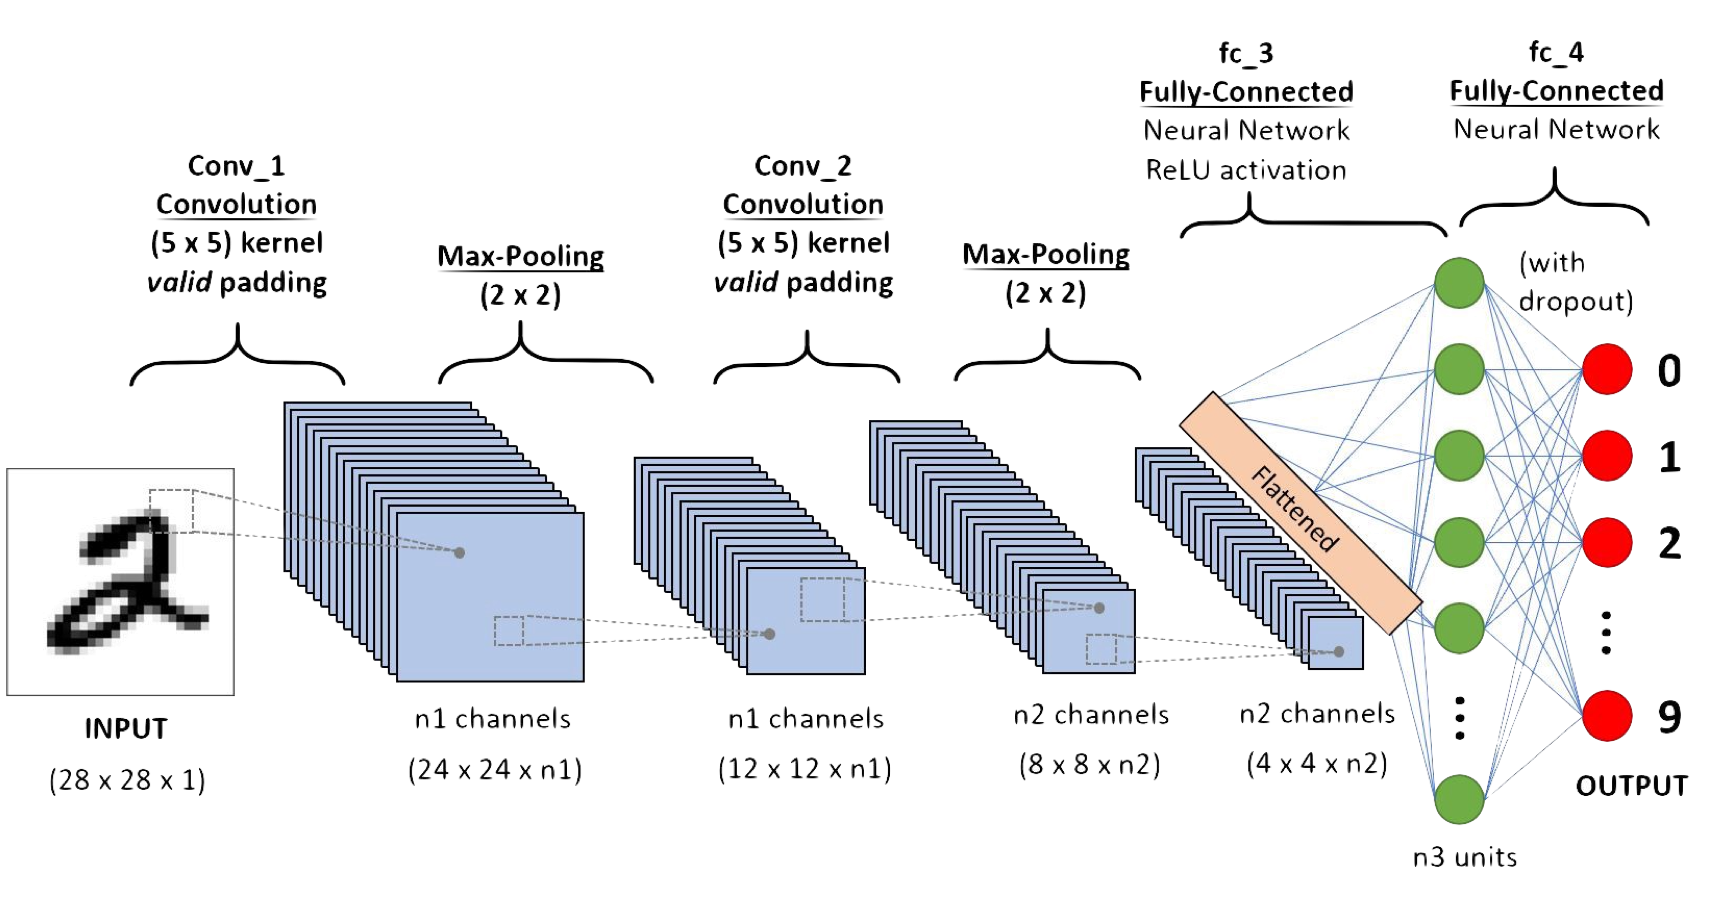 Conv_1
Convolution
(5 x 5) kernel
valid padding
Max-Pooling
(2 x 2)
Conv_2
Convolution
(5 x 5) kernel
valid padding
Max-Pooling
(2 x 2)
fc_3
Fully-Connected
Neural Network
ReLU activation
fc_4
Fully-Connected
Neural Network
(with
dropout)
Flattened
0
1
2
9
OUTPUT
2
INPUT
(28 x 28 x 1)
n1 channels
(24 x 24 x n1)
n1 channels
(12 x 12 x n1)
n2 channels
(8 x 8 x n2)
n2 channels
(4 x 4 x n2)
n3 units